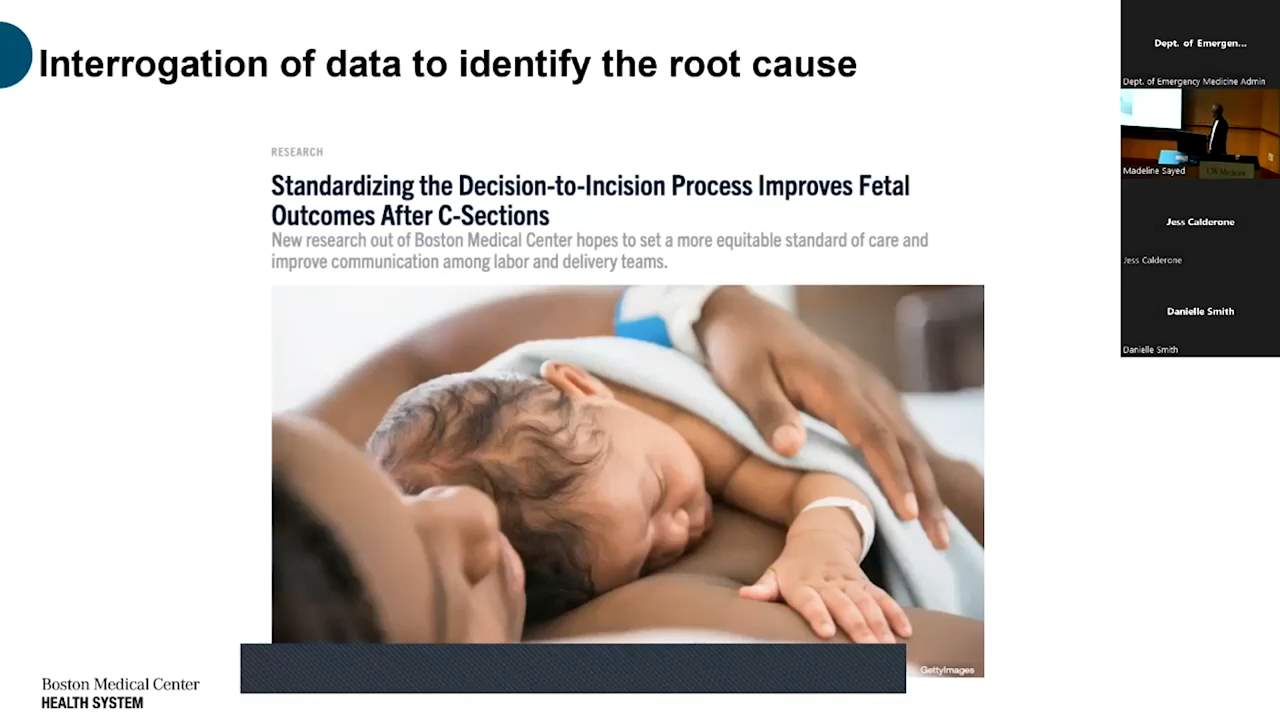 Interrogation of data to identify the root cause
RESEARCH
Standardizing the Decision-to-Incision Process Improves Fetal
Outcomes After C-Sections
New research out of Boston Medical Center hopes to set a more equitable standard of care and
improve communication among labor and delivery teams.
GettyImages
Boston Medical Center
HEALTH SYSTEM
Dept. of Emergen...
Dept. of Emergency Medicine Admin
UW Medicine
Madeline Sayed
Jess Calderone
Jess Calderone
Danielle Smith
Danielle Smith